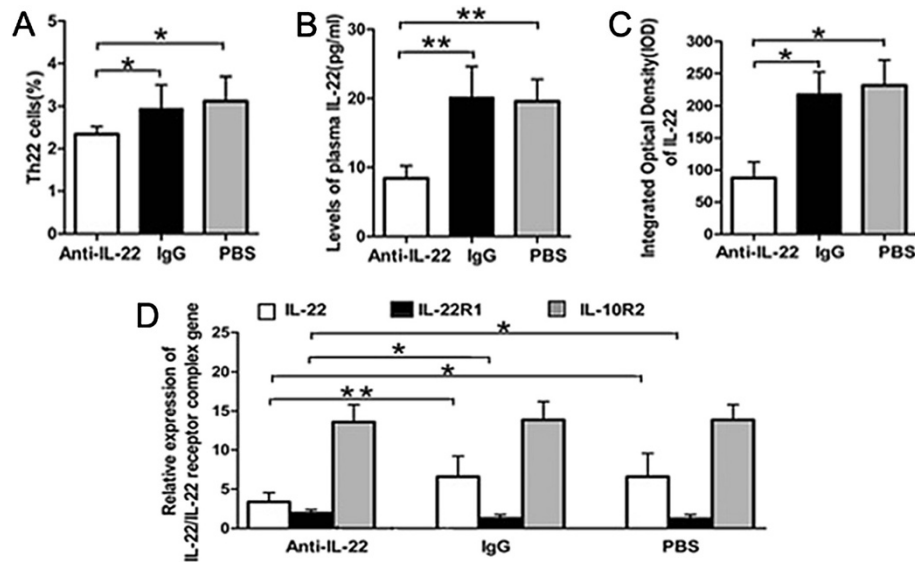 A
Th22 cells(%)
5
4
3
2
1
0
*
*
Anti-IL-22 IgG PBS
B
Levels of plasma IL-22(pg/ml)
30
20
10
0
**
**
Anti-IL-22 IgG PBS
C
Integrated Optical Density(IOD)
of IL-22
300
250
200
150
100
50
0
*
*
Anti-IL-22 IgG PBS
D
IL-22 IL-22R1 IL-10R2
Relative expression of
IL-22/IL-22 receptor complex gene
25
20
15
10
5
0
*
*
*
**
Anti-IL-22 IgG PBS